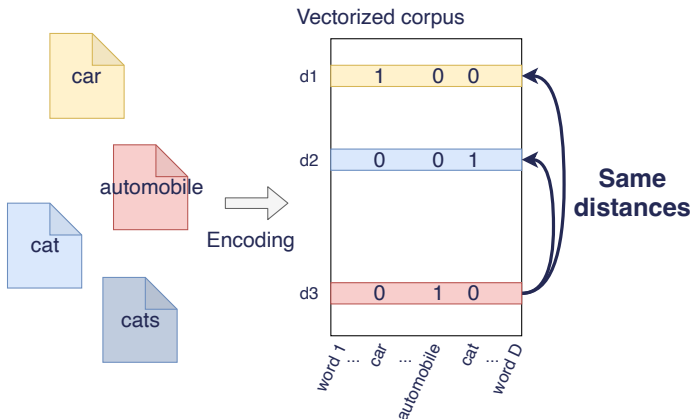 Vectorized corpus
car
d1 1 0 0
automobile
d2 0 0 1
Same
distances
cat
Encoding
cats
d3 0 1 0
word 1 ... car ... automobile cat ... word D